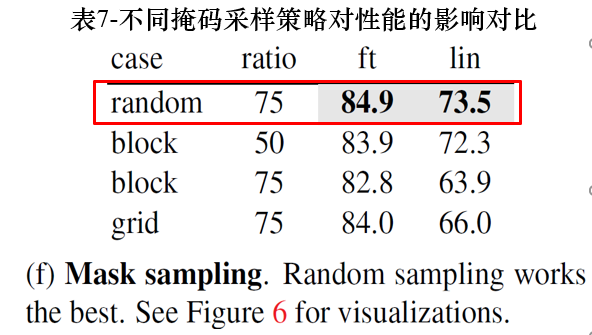 表7-不同掩码采样策略对性能的影响对比
case ratio ft lin
random 75 84.9 73.5
block 50 83.9 72.3
block 75 82.8 63.9
grid 75 84.0 66.0
(f) Mask sampling. Random sampling works
the best. See Figure 6 for visualizations.